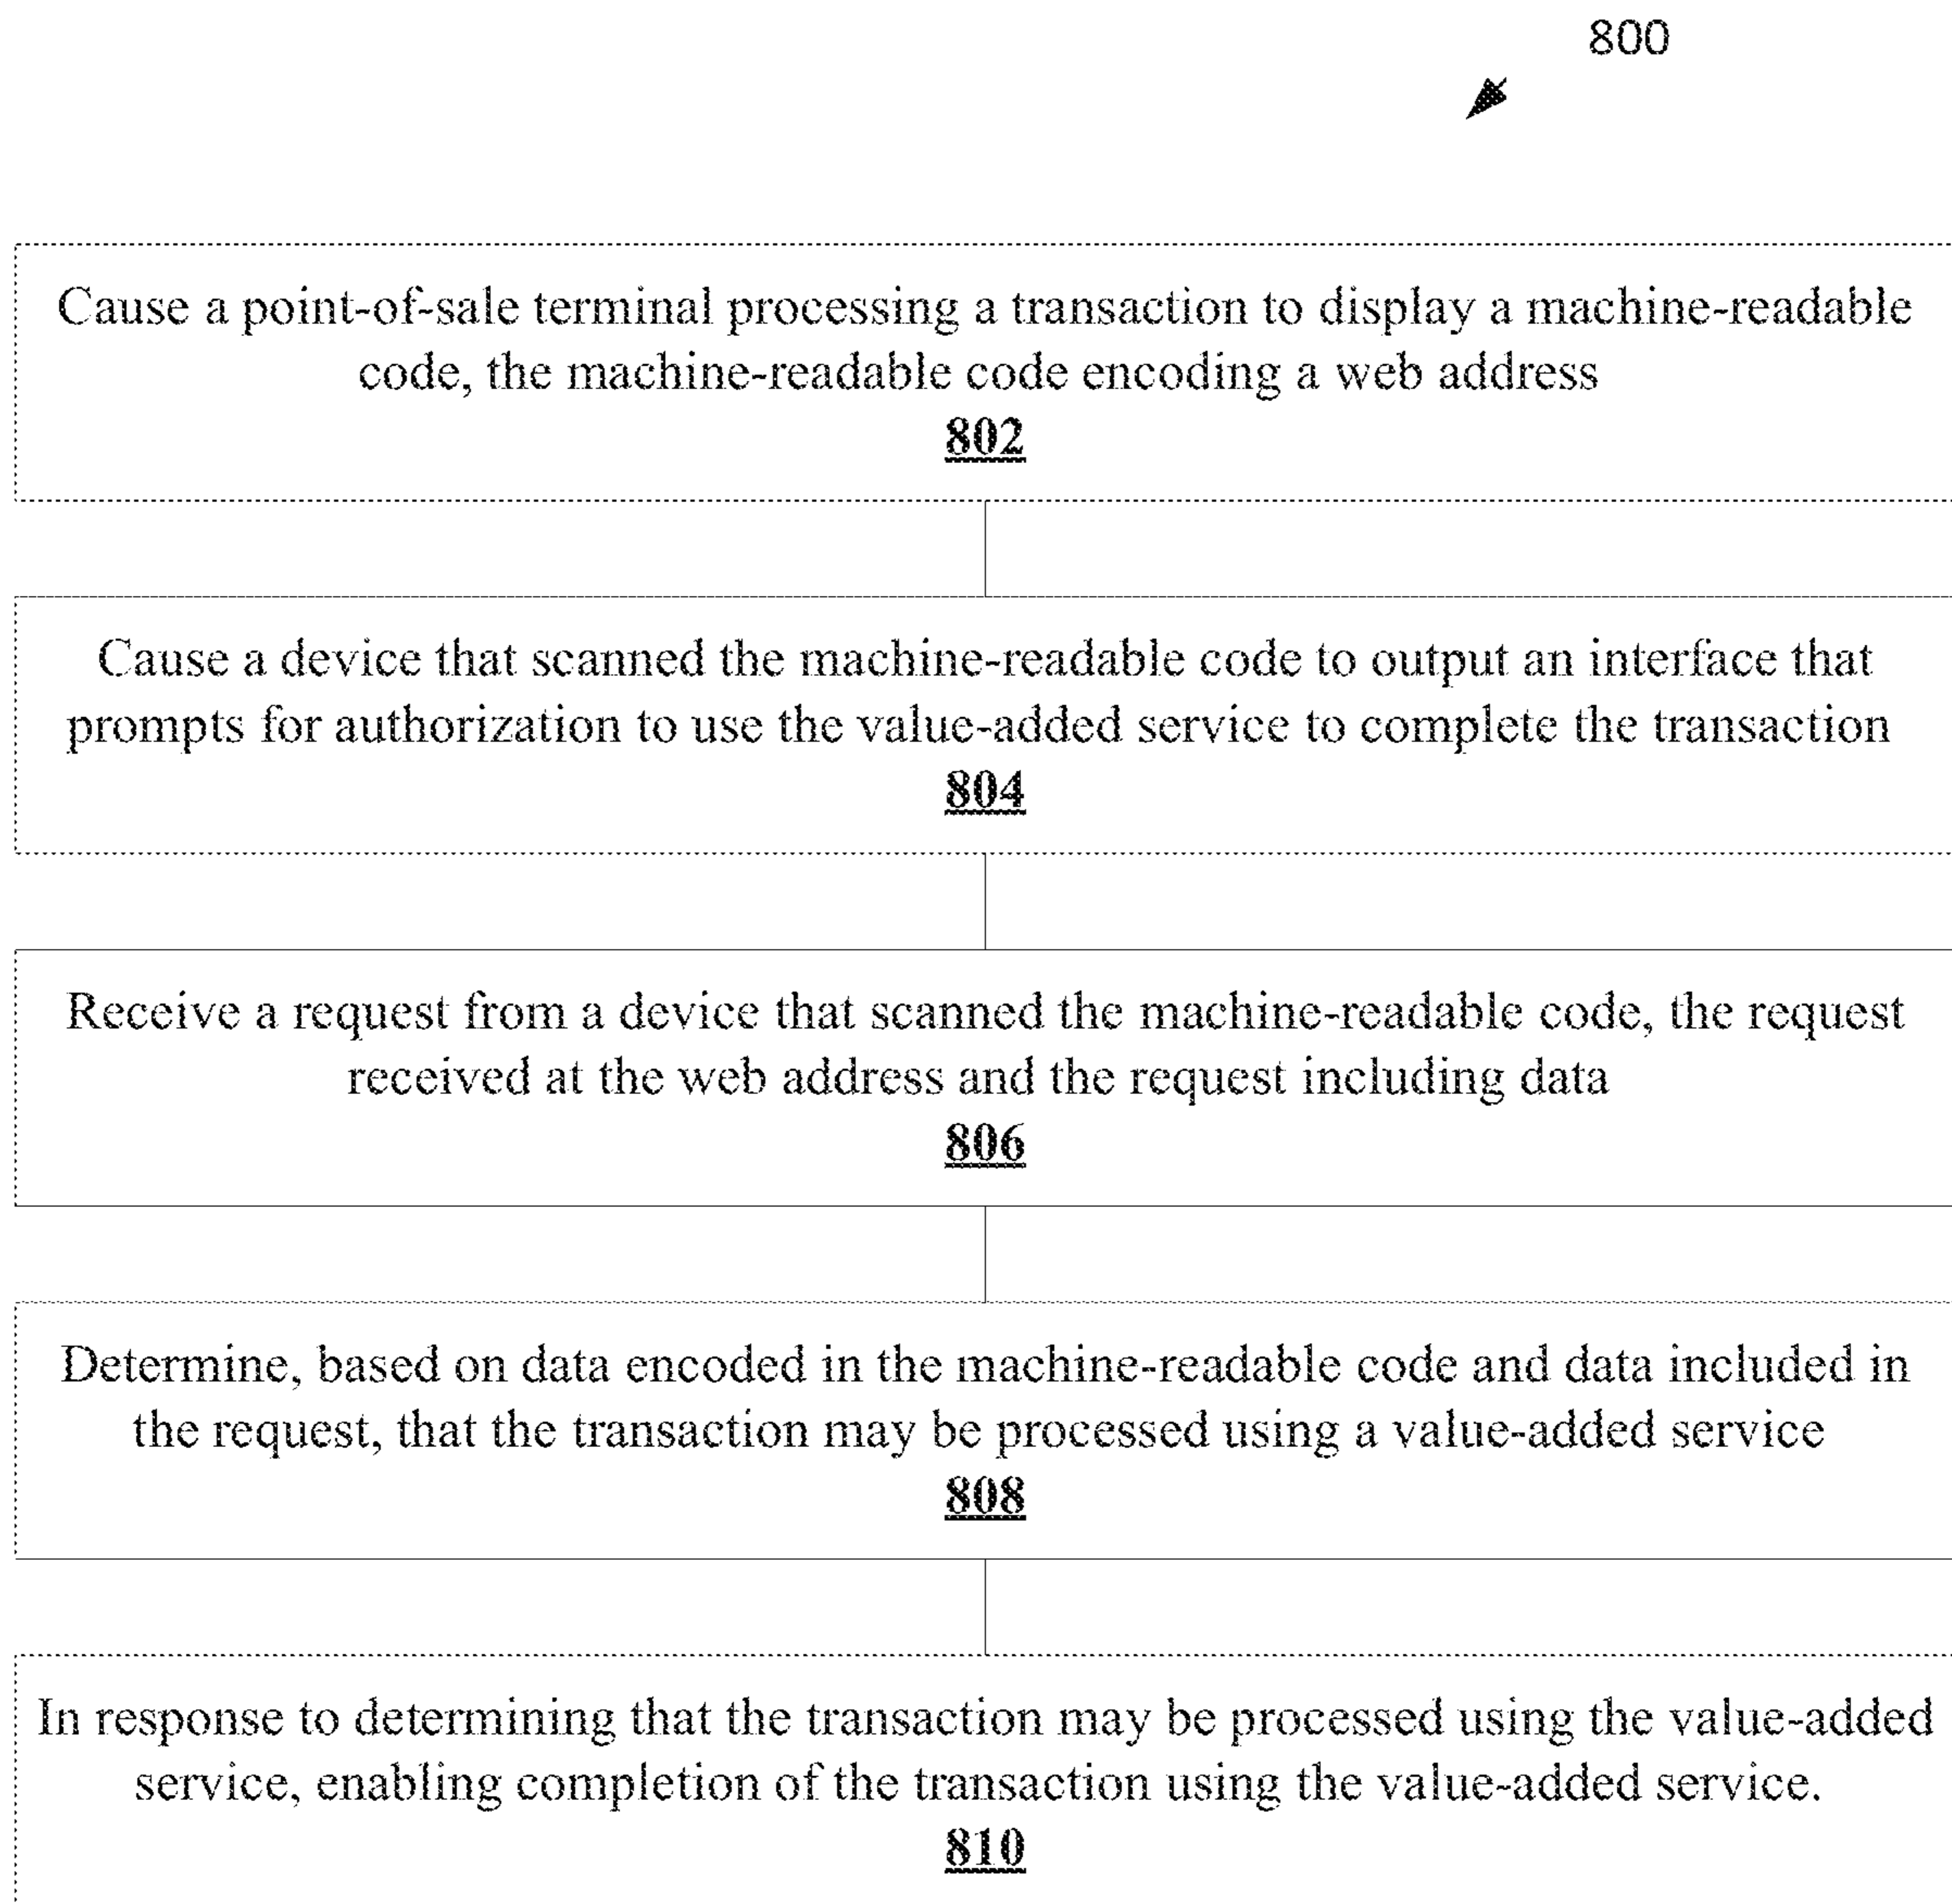 800
Cause a point-of-sale terminal processing a transaction to display a machine-readable
code, the machine-readable code encoding a web address
802
Cause a device that scanned the machine-readable code to output an interface that
prompts for authorization to use the value-added service to complete the transaction
804
Receive a request from a device that scanned the machine-readable code, the request
received at the web address and the request including data
806
Determine, based on data encoded in the machine-readable code and data included in
the request, that the transaction may be processed using a value-added service
808
In response to determining that the transaction may be processed using the value-added
service, enabling completion of the transaction using the value-added service.
810